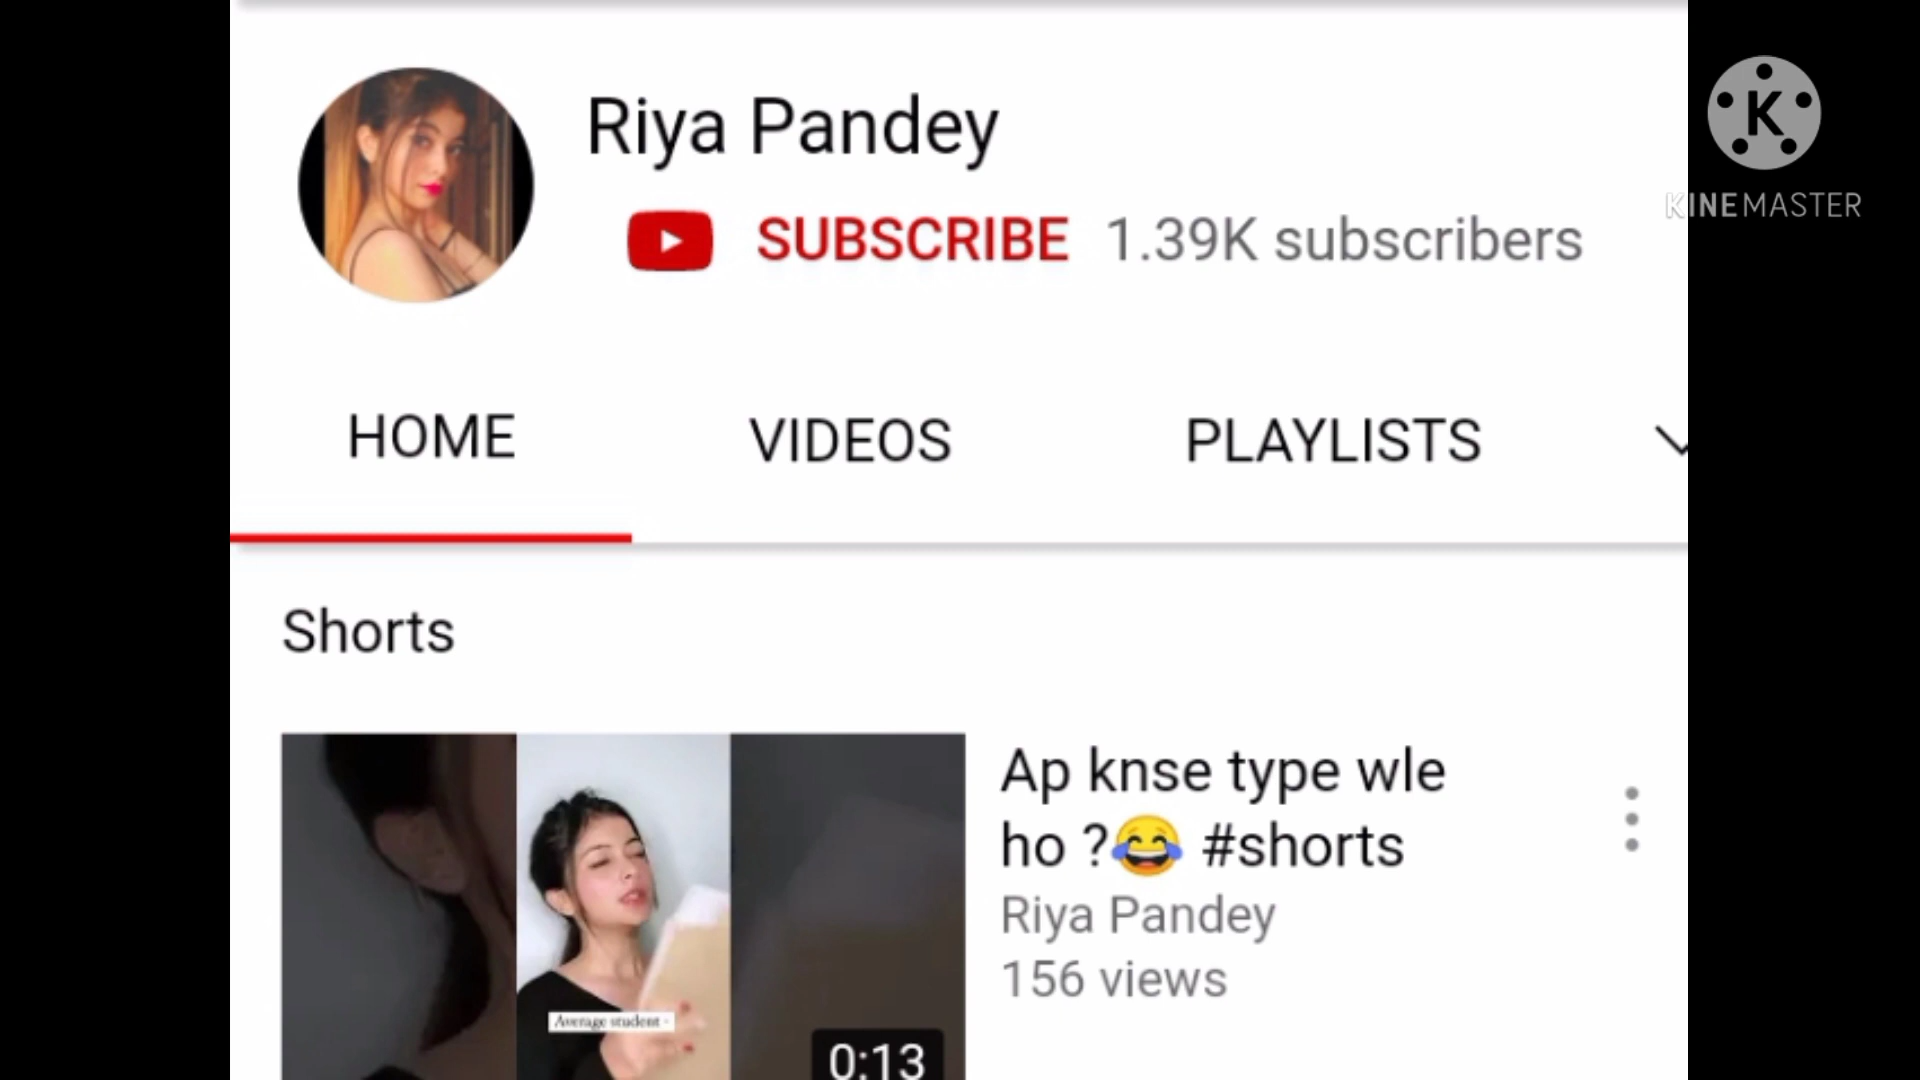 Riya Pandey
SUBSCRIBE 1.39K subscribers
K
KINEMASTER
HOME VIDEOS PLAYLISTS
Shorts
Ap knse type wle
ho ?😂 #shorts
Riya Pandey
156 views
Average student -
0:13